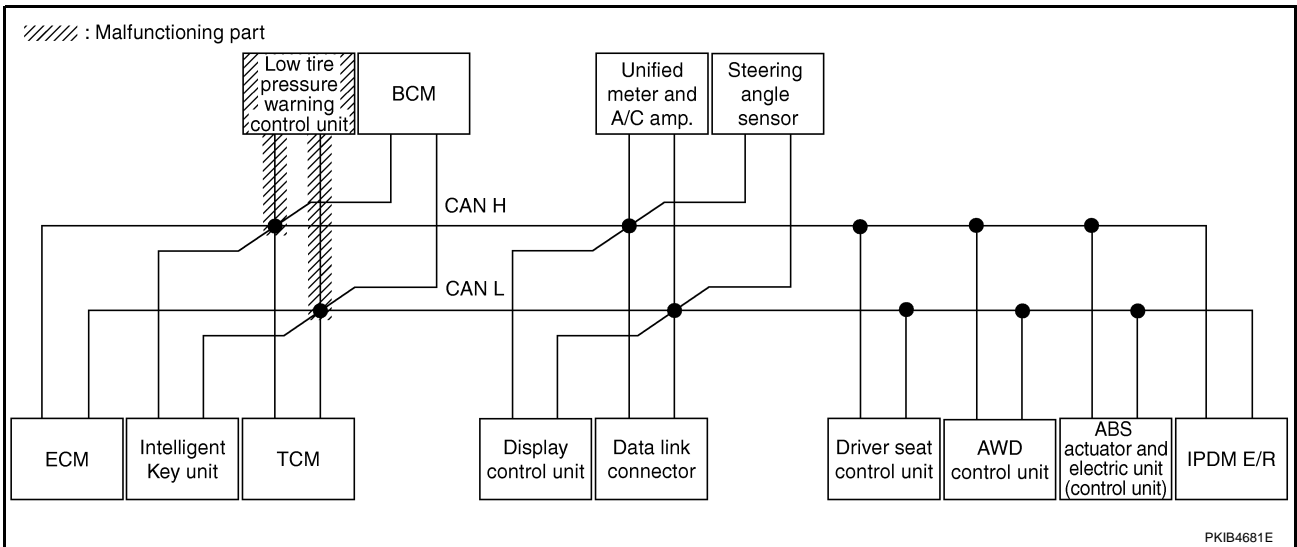 : Malfunctioning part
Low tire
pressure
warning
control unit
BCM
Unified
meter and
A/C amp.
Steering
angle
sensor
CAN H
CAN L
ECM
Intelligent
Key unit
TCM
Display
control unit
Data link
connector
Driver seat
control unit
AWD
control unit
ABS
actuator and
electric unit
(control unit)
IPDM E/R
PKIB4681E